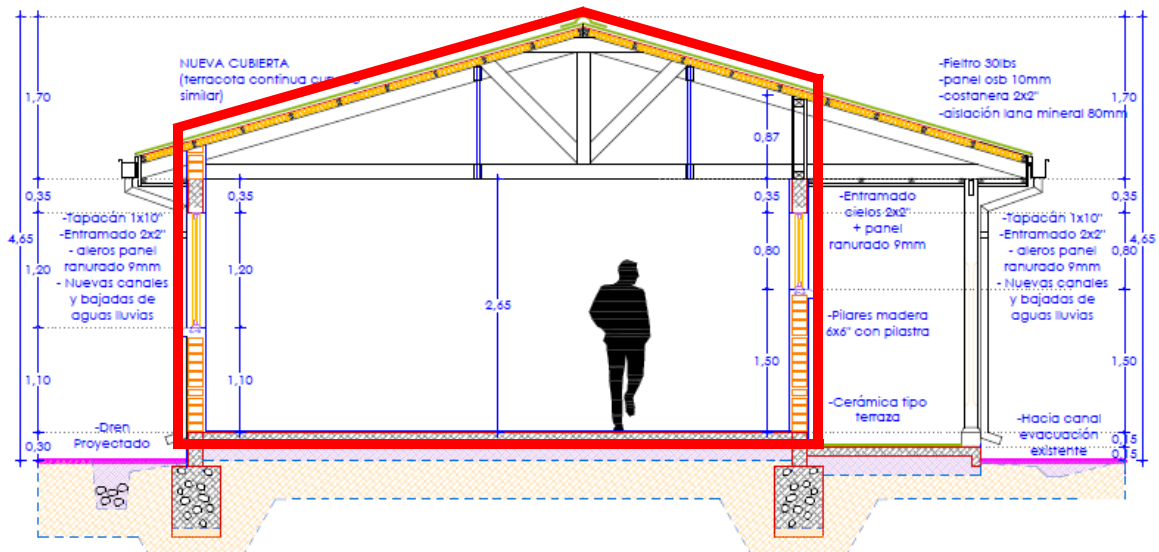 NUEVA CUBIERTA
(terracota continua
similar)
-Fieltro 30lbs
-panel osb 10mm
-costanera 2x2"
-aislación lana mineral 80mm
1,70
1,70
0,87
0,35
0,35
0,35
0,35
-Tapacán 1x10"
-Entramado 2x2"
- aleros panel
ranurado 9mm
- Nuevas canales
y bajadas de
aguas lluvias
4,65
1,20
1,20
2,65
0,80
-Entramado
cielos 2x2"
+ panel
ranurado 9mm
-Tapacán 1x10"
-Entramado 2x2"
- aleros panel
ranurado 9mm
- Nuevas canales
y bajadas de
aguas lluvias
4,65
0,80
-Pilares madera
6x6" con pilastra
1,10
1,10
1,50
1,50
-Cerámica tipo
terraza
-Dren
Proyectado
0,30
-Hacia canal
evacuación
existente
0,15
0,15